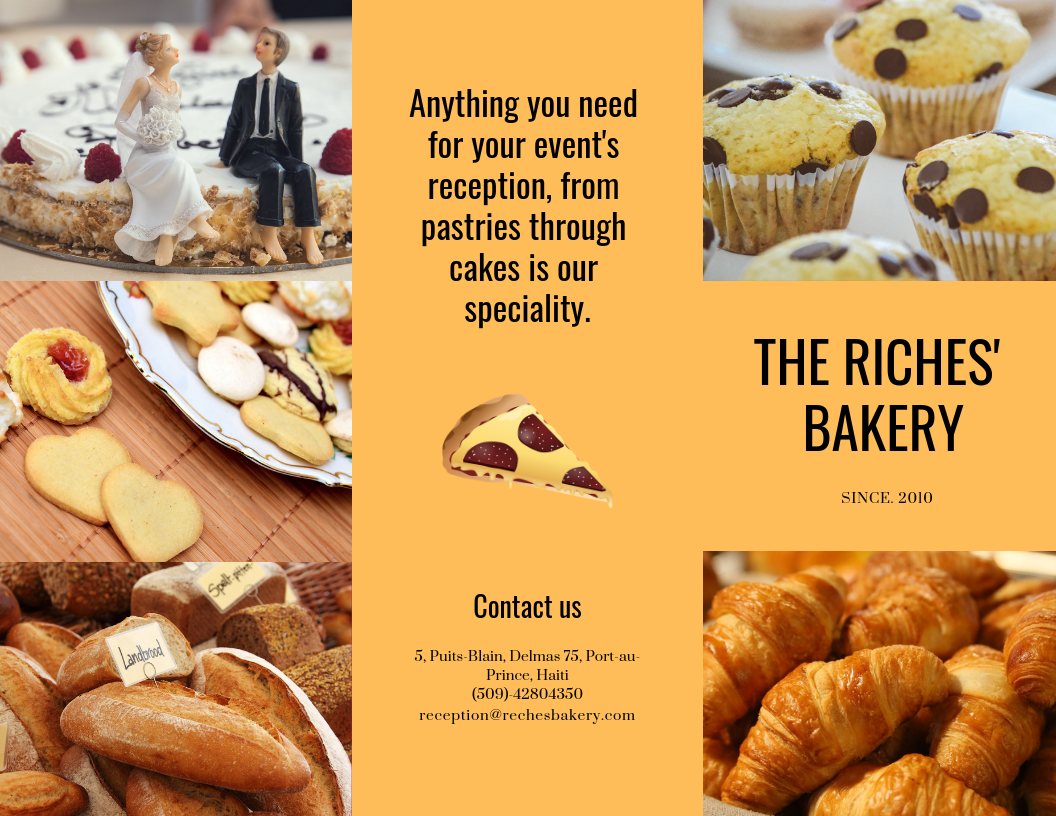 Anything you need
for your event's
reception, from
pastries through
cakes is our
speciality.
Contact us
5, Puits-Blain, Delmas 75, Port-au-
Prince, Haiti
(509)-42804350
reception@rechesbakery.com
THE RICHES'
BAKERY
SINCE. 2010
Landbrood